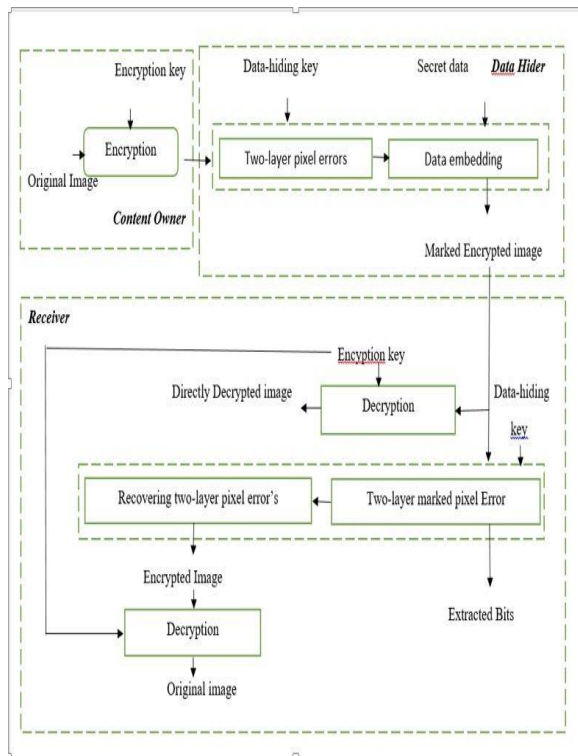 Encryption key
Data-hiding key
Secret data
Data Hider
Encryption
Two-layer pixel errors
Data embedding
Original Image
Content Owner
Marked Encrypted image
Receiver
Encyption key
Directly Decrypted image
Decryption
Data-hiding
key
Recovering two-layer pixel error's
Two-layer marked pixel Error
Encrypted Image
Extracted Bits
Decryption
Original image